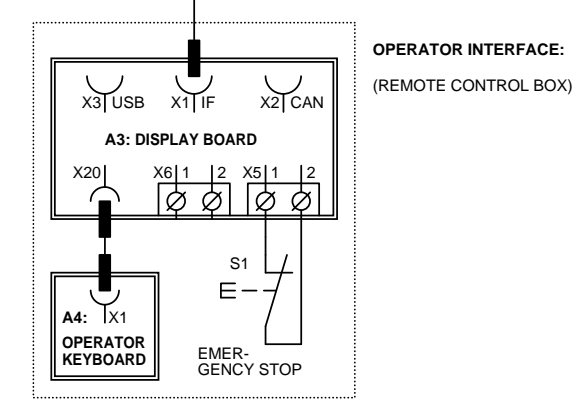 OPERATOR INTERFACE:
(REMOTE CONTROL BOX)
X3 USB X1 IF X2 CAN
A3: DISPLAY BOARD
X20 X6 1 2 X5 1 2
S1
A4: X1
OPERATOR
KEYBOARD
EMER-
GENCY STOP